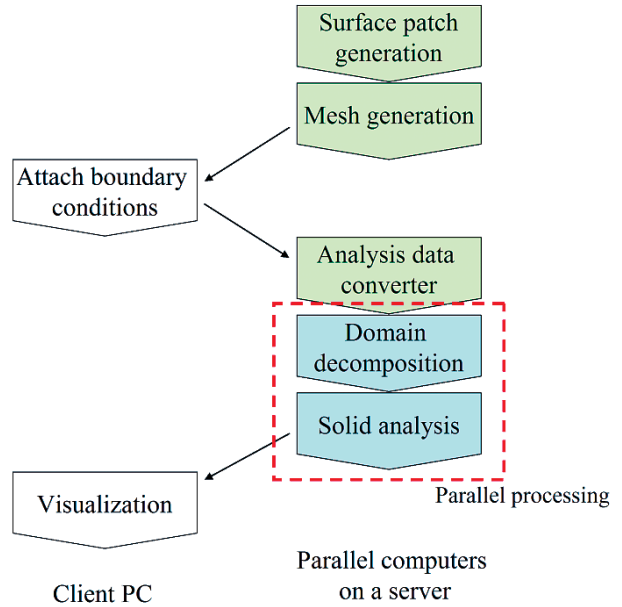 Surface patch
generation
Mesh generation
Attach boundary
conditions
Analysis data
converter
Domain
decomposition
Solid analysis
Visualization
Parallel processing
Client PC
Parallel computers
on a server